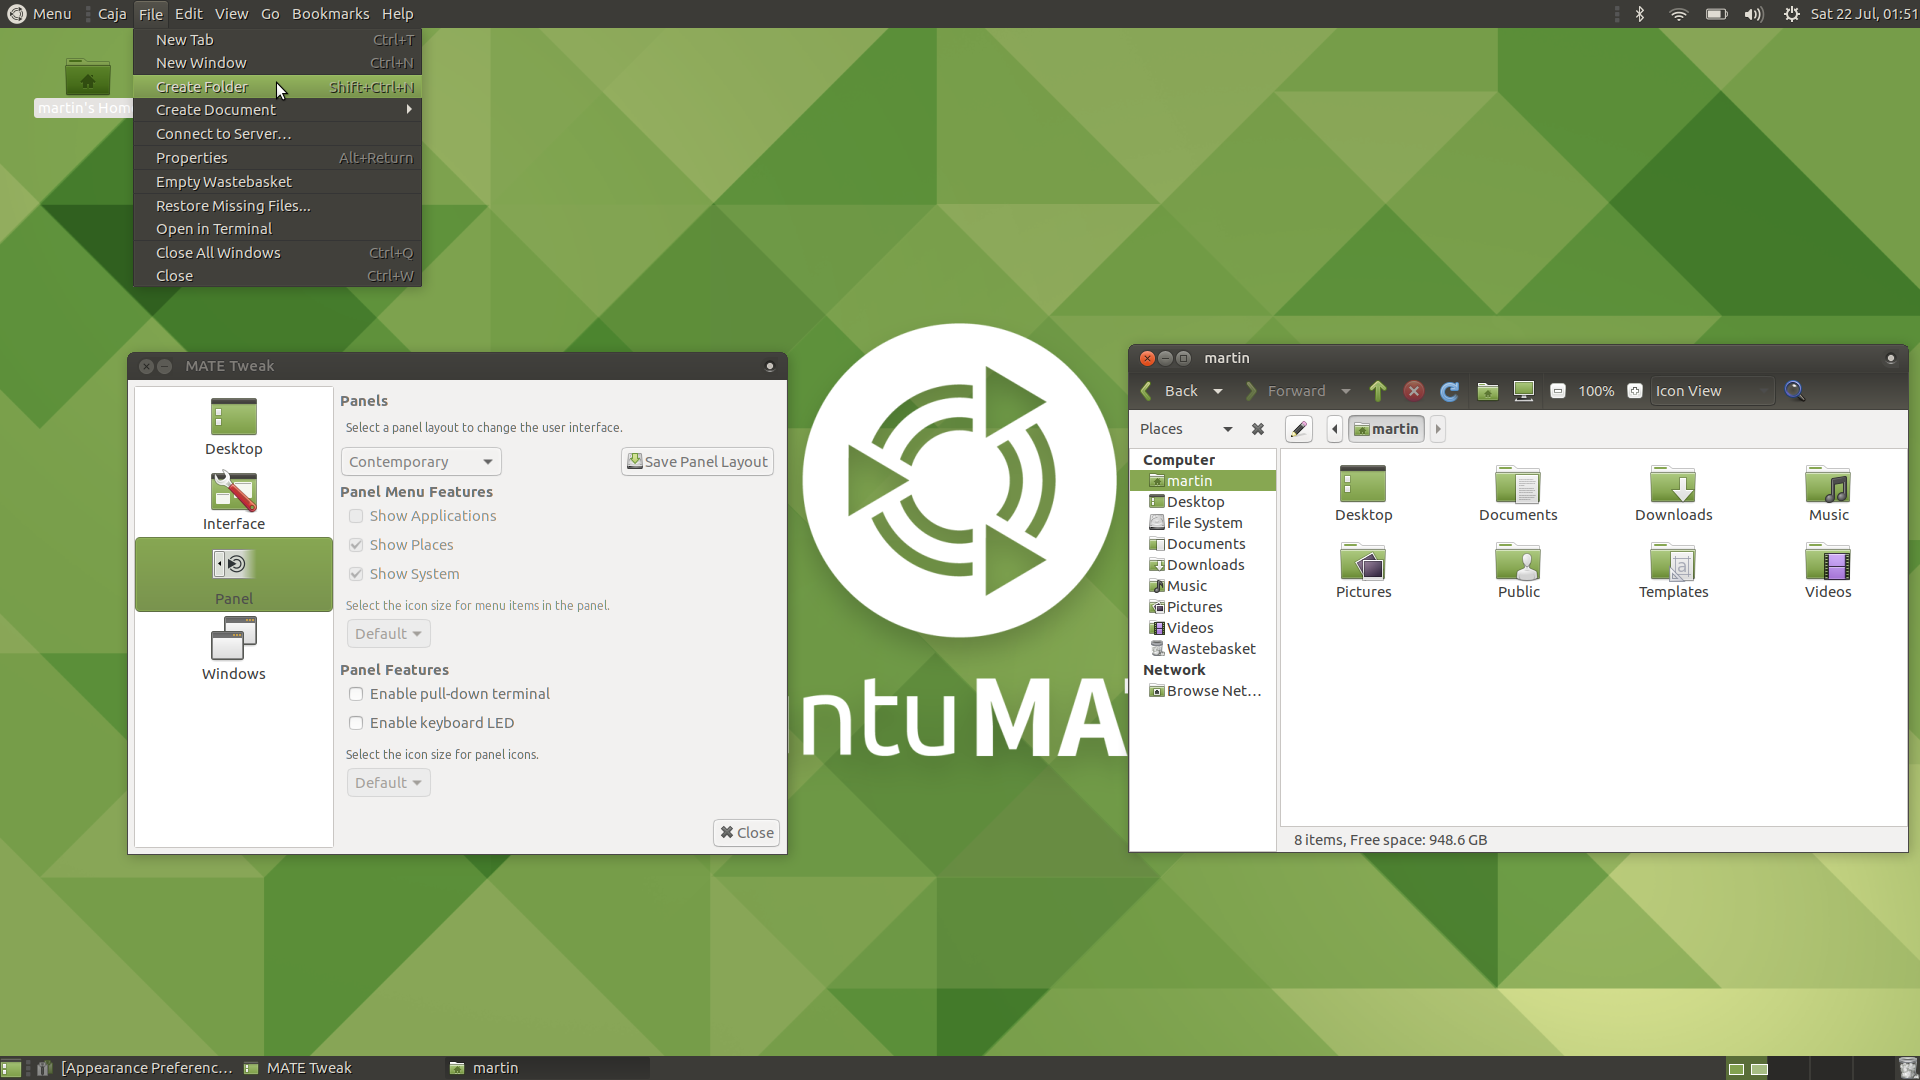 Menu Caja File Edit View Go Bookmarks Help Sat 22 Jul, 01:51
New Tab Ctrl+T
New Window Ctrl+N
Create Folder Shift+Ctrl+N
Create Document
Connect to Server…
Properties Alt+Return
Empty Wastebasket
Restore Missing Files...
Open in Terminal
Close All Windows Ctrl+Q
Close Ctrl+W
martin's Hom
MATE Tweak
Desktop
Interface
Panel
Windows
Panels
Select a panel layout to change the user interface.
Contemporary Save Panel Layout
Panel Menu Features
Show Applications
Show Places
Show System
Select the icon size for menu items in the panel.
Default
Panel Features
Enable pull-down terminal
Enable keyboard LED
Select the icon size for panel icons.
Default
Close
ntu MA
martin
Back Forward 100% Icon View
Places martin
Computer
martin
Desktop
File System
Documents
Downloads
Music
Pictures
Videos
Wastebasket
Network
Browse Net…
Desktop Documents Downloads Music
Pictures Public Templates Videos
8 items, Free space: 948.6 GB
[Appearance Preferenc… MATE Tweak martin